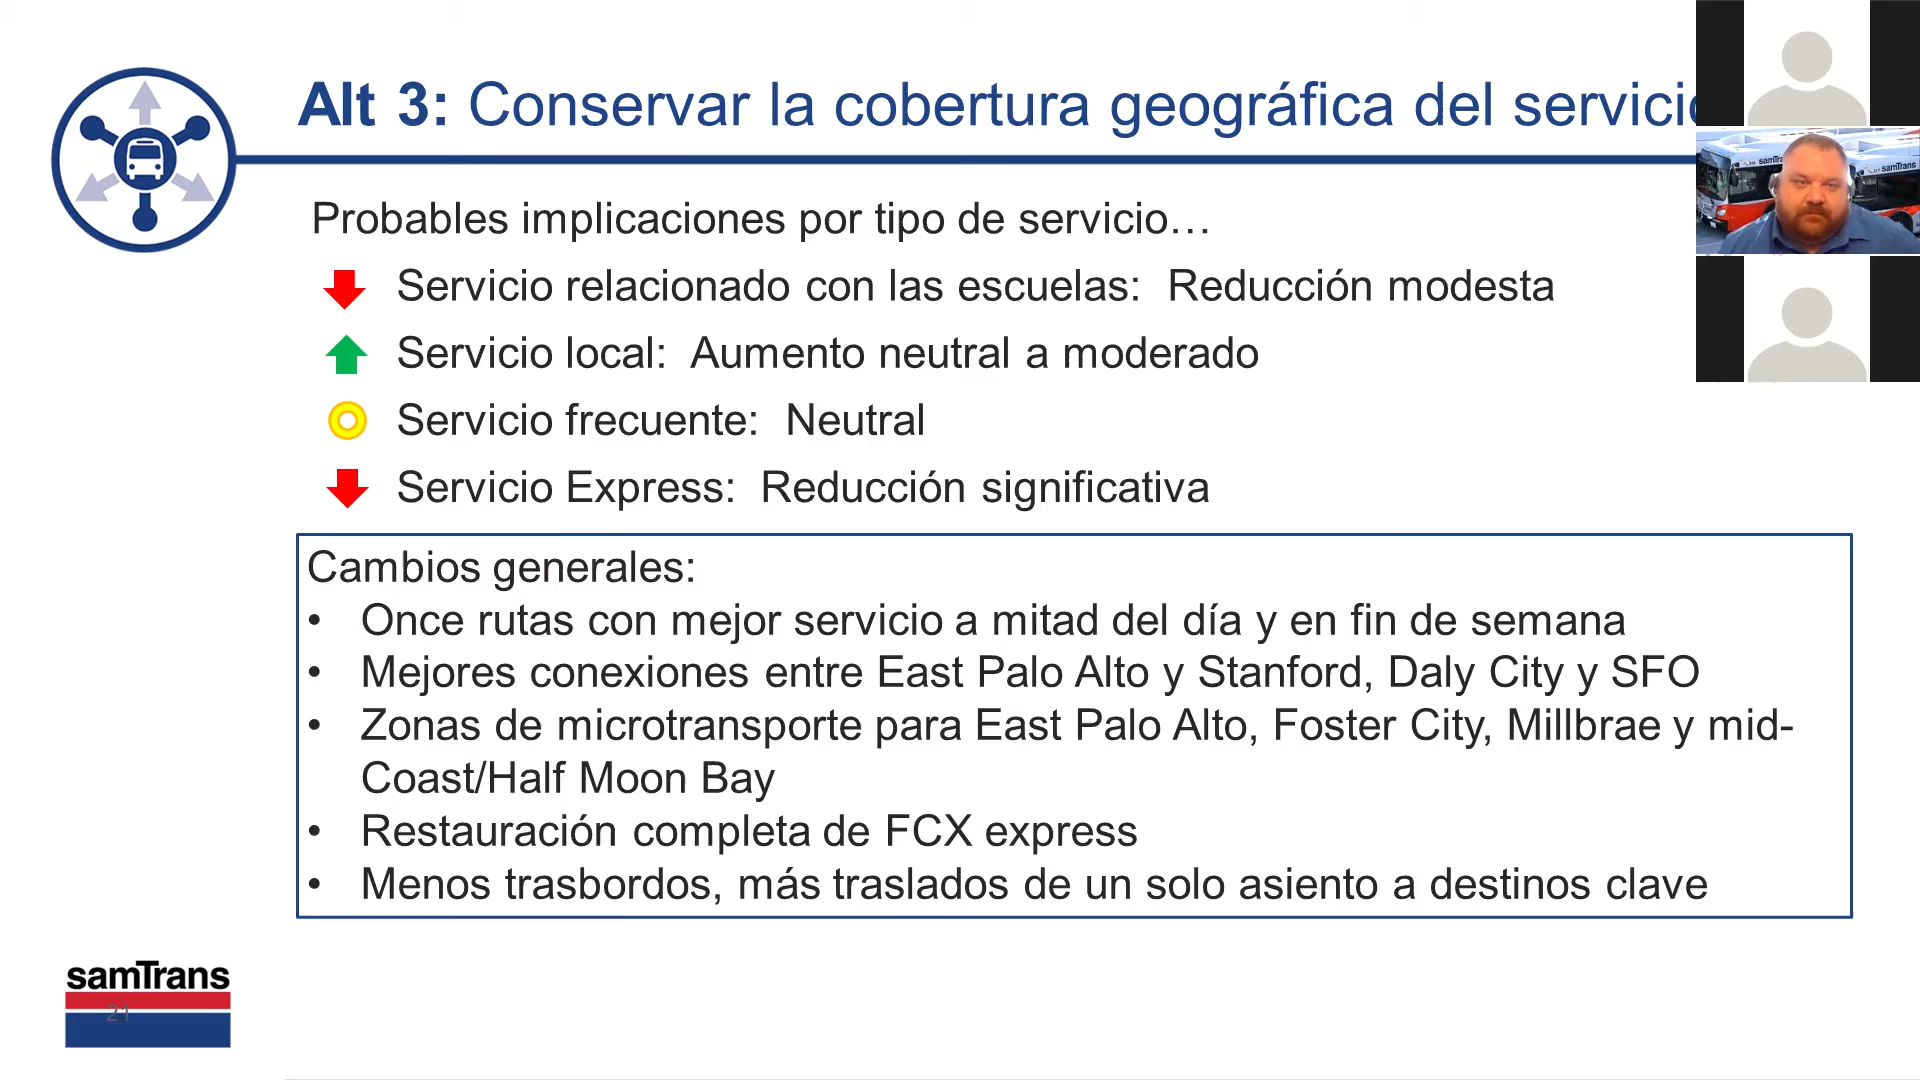 Alt 3: Conservar la cobertura geográfica del servicio
Probables implicaciones por tipo de servicio…
Servicio relacionado con las escuelas: Reducción modesta
Servicio local: Aumento neutral a moderado
Servicio frecuente: Neutral
Servicio Express: Reducción significativa
Cambios generales:
• Once rutas con mejor servicio a mitad del día y en fin de semana
• Mejores conexiones entre East Palo Alto y Stanford, Daly City y SFO
• Zonas de microtransporte para East Palo Alto, Foster City, Millbrae y mid-
Coast/Half Moon Bay
• Restauración completa de FCX express
• Menos trasbordos, más traslados de un solo asiento a destinos clave
samTrans
21
samTrans